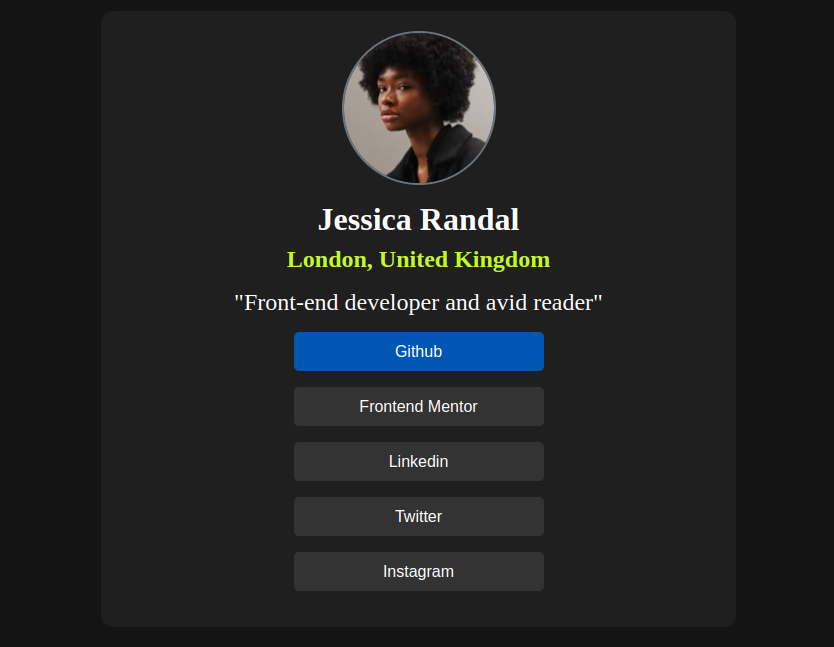 Jessica Randal
London, United Kingdom
"Front-end developer and avid reader"
Github
Frontend Mentor
Linkedin
Twitter
Instagram